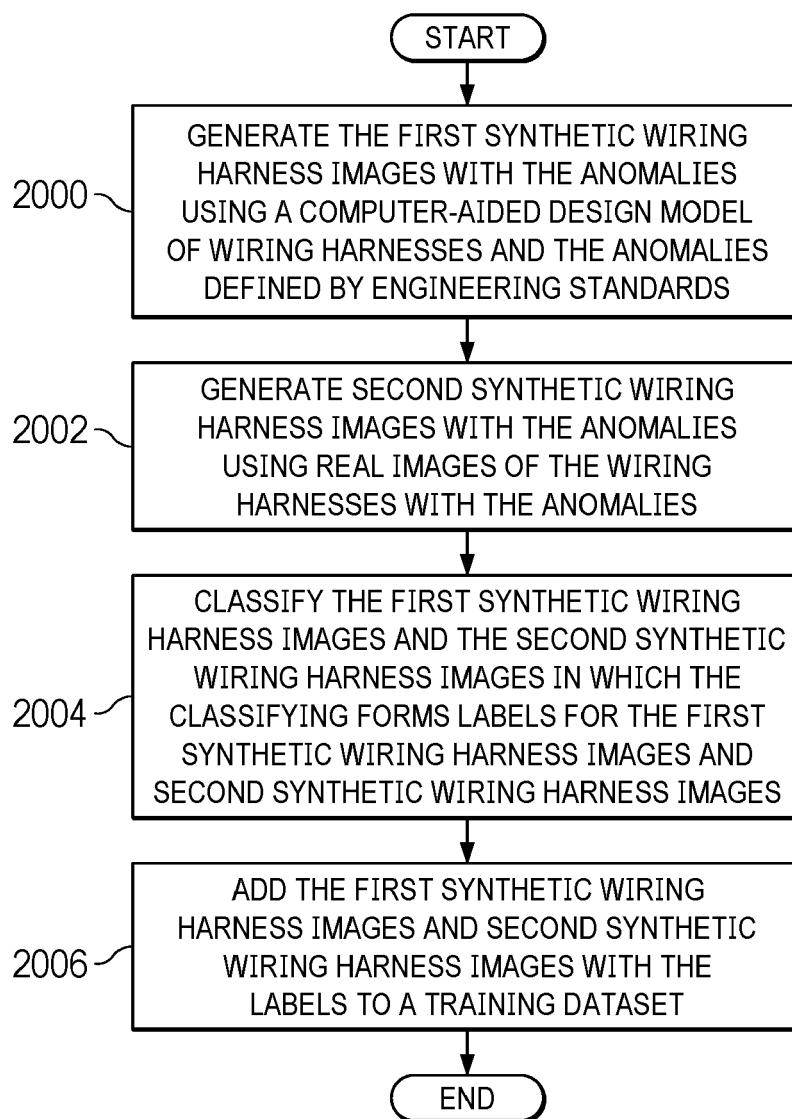 START
2000
GENERATE THE FIRST SYNTHETIC WIRING
HARNESS IMAGES WITH THE ANOMALIES
USING A COMPUTER-AIDED DESIGN MODEL
OF WIRING HARNESSES AND THE ANOMALIES
DEFINED BY ENGINEERING STANDARDS
2002
GENERATE SECOND SYNTHETIC WIRING
HARNESS IMAGES WITH THE ANOMALIES
USING REAL IMAGES OF THE WIRING
HARNESSES WITH THE ANOMALIES
2004
CLASSIFY THE FIRST SYNTHETIC WIRING
HARNESS IMAGES AND THE SECOND SYNTHETIC
WIRING HARNESS IMAGES IN WHICH THE
CLASSIFYING FORMS LABELS FOR THE FIRST
SYNTHETIC WIRING HARNESS IMAGES AND
SECOND SYNTHETIC WIRING HARNESS IMAGES
2006
ADD THE FIRST SYNTHETIC WIRING
HARNESS IMAGES AND SECOND SYNTHETIC
WIRING HARNESS IMAGES WITH THE
LABELS TO A TRAINING DATASET
END